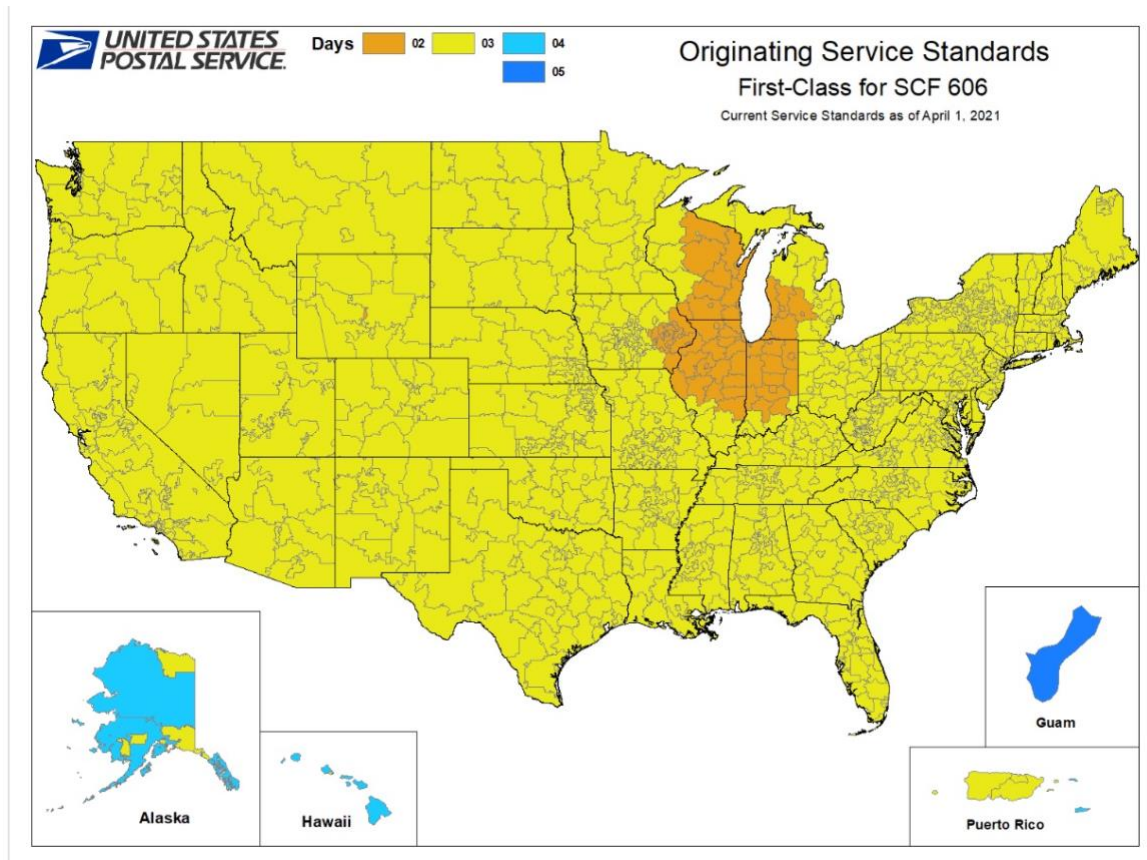 UNITED STATES
POSTAL SERVICE.
Days 02 03 04
05
Originating Service Standards
First-Class for SCF 606
Current Service Standards as of April 1, 2021
Alaska
Hawaii
Guam
Puerto Rico